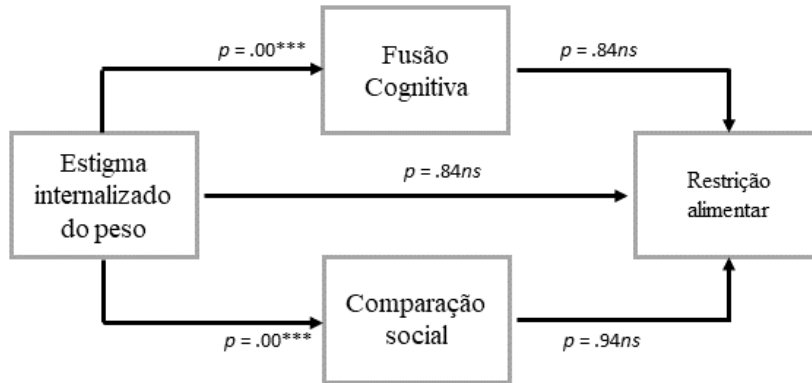 p = .00***
Fusão
Cognitiva
p = .84ns
Estigma
internalizado
do peso
p = .84ns
Restrição
alimentar
p = .00***
Comparação
social
p = .94ns